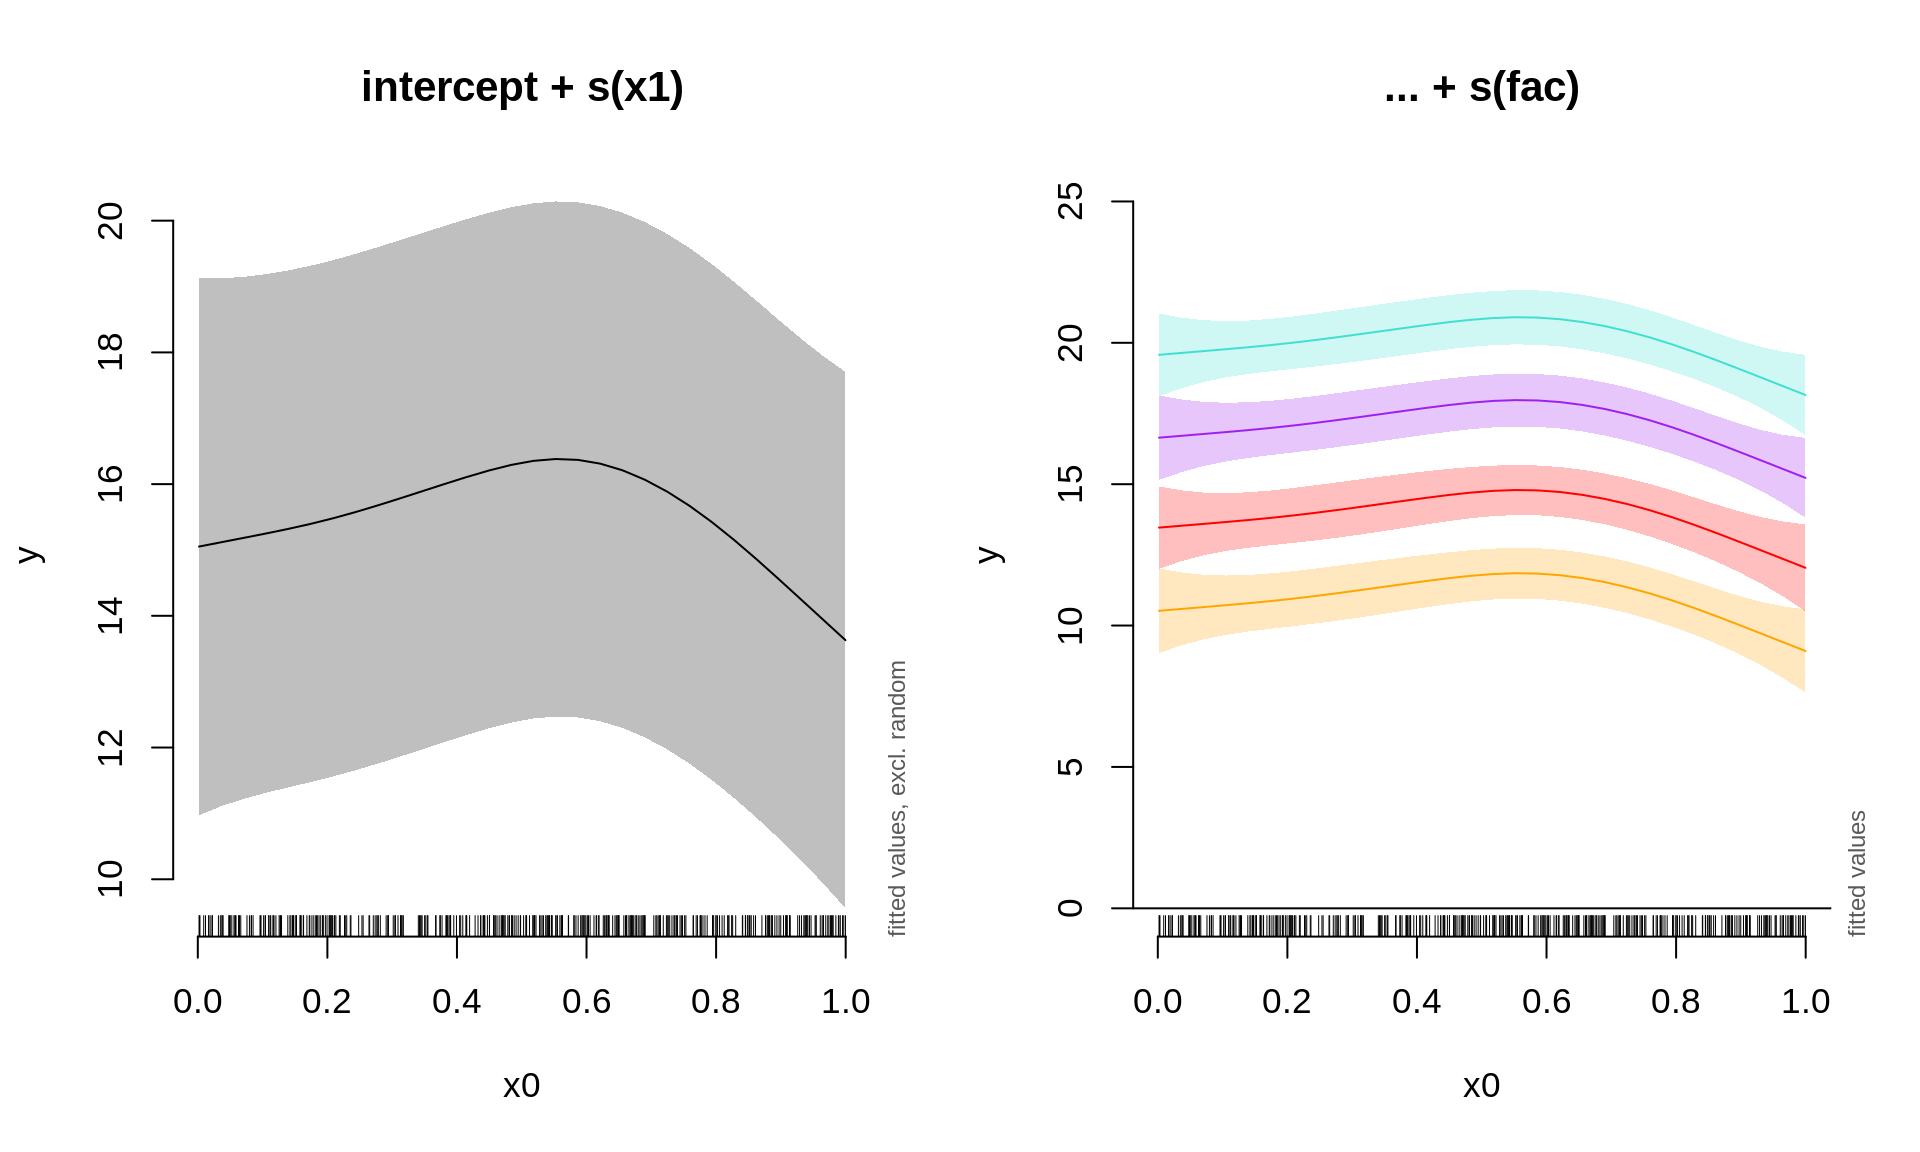 intercept + s(x1)
y
20
18
16
14
12
10
0.0 0.2 0.4 0.6 0.8 1.0
x0
fitted values, excl. random
... + s(fac)
y
25
20
15
10
5
0
0.0 0.2 0.4 0.6 0.8 1.0
x0
fitted values